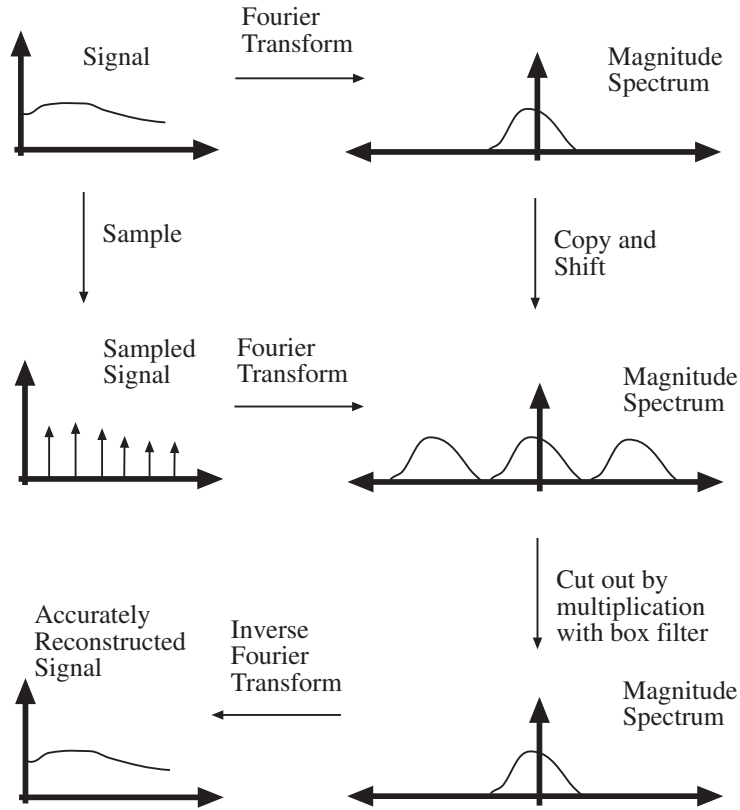 Signal
Fourier
Transform
Magnitude
Spectrum
Sample
Copy and
Shift
Sampled
Signal
Fourier
Transform
Magnitude
Spectrum
Cut out by
multiplication
with box filter
Accurately
Reconstructed
Signal
Inverse
Fourier
Transform
Magnitude
Spectrum